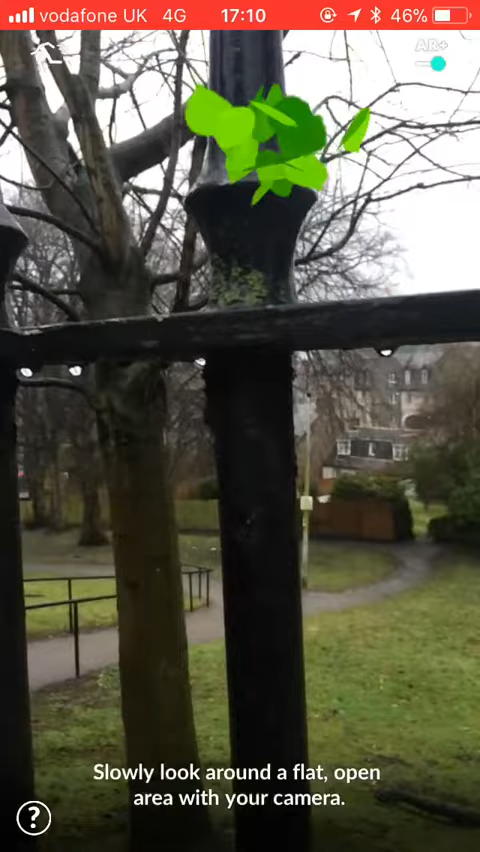 vodafone UK 4G 17:10 46%
AR+
Slowly look around a flat, open
area with your camera.
?